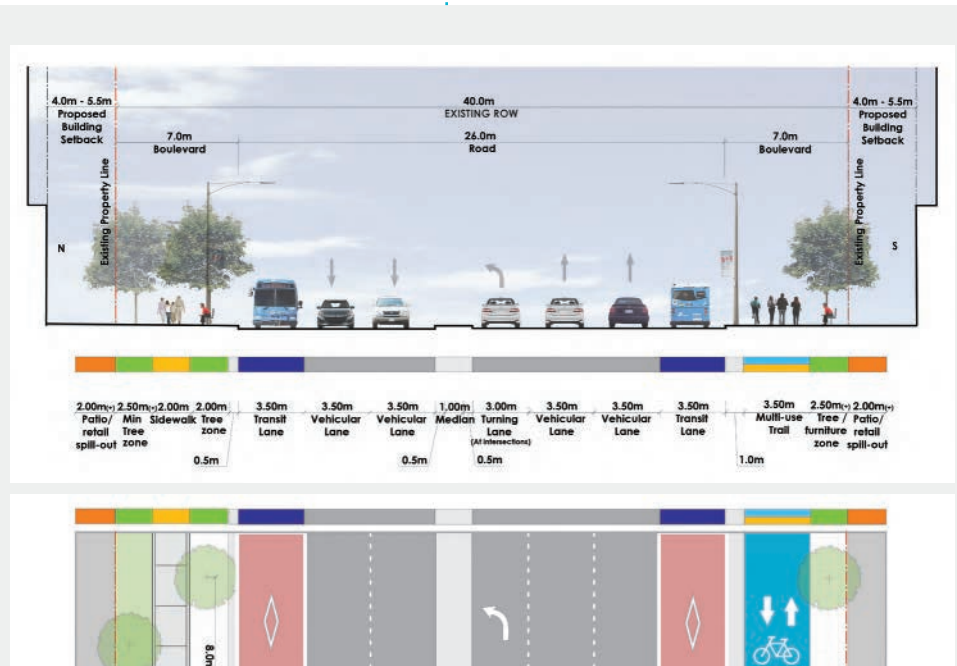 4.0m - 5.5m
Proposed
Building
Setback
40.0m
EXISTING ROW
4.0m - 5.5m
Proposed
Building
Setback
7.0m
Boulevard
26.0m
Road
7.0m
Boulevard
Existing Property Line
Existing Property Line
N
S
2.00m(+) 2.50m(+) 2.00m 2.00m 3.50m 3.50m 3.50m 1.00m 3.00m 3.50m 3.50m 3.50m 3.50m 2.50m(+) 2.00m(+)
Patio/ Min Sidewalk Tree Transit Vehicular Vehicular Median Turning Vehicular Vehicular Transit Multi-use Tree / Patio/
retail Tree zone Lane Lane Lane Lane Lane Lane Lane Trail furniture retail
spill-out zone (At intersections) zone spill-out
0.5m 0.5m 0.5m 1.0m